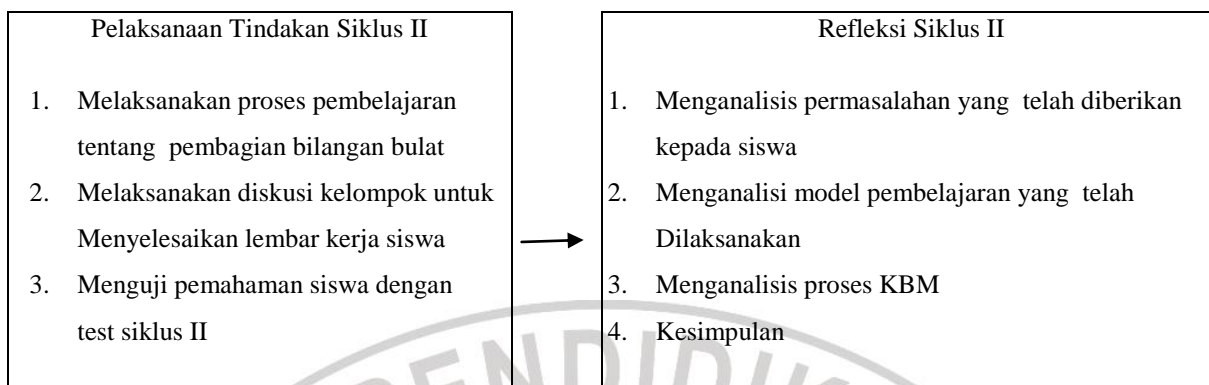 Pelaksanaan Tindakan Siklus II
1. Melaksanakan proses pembelajaran
tentang pembagian bilangan bulat
2. Melaksanakan diskusi kelompok untuk
Menyelesaikan lembar kerja siswa
3. Menguji pemahaman siswa dengan
test siklus II
Refleksi Siklus II
1. Menganalisis permasalahan yang telah diberikan
kepada siswa
2. Menganalisi model pembelajaran yang telah
Dilaksanakan
3. Menganalisis proses KBM
4. Kesimpulan